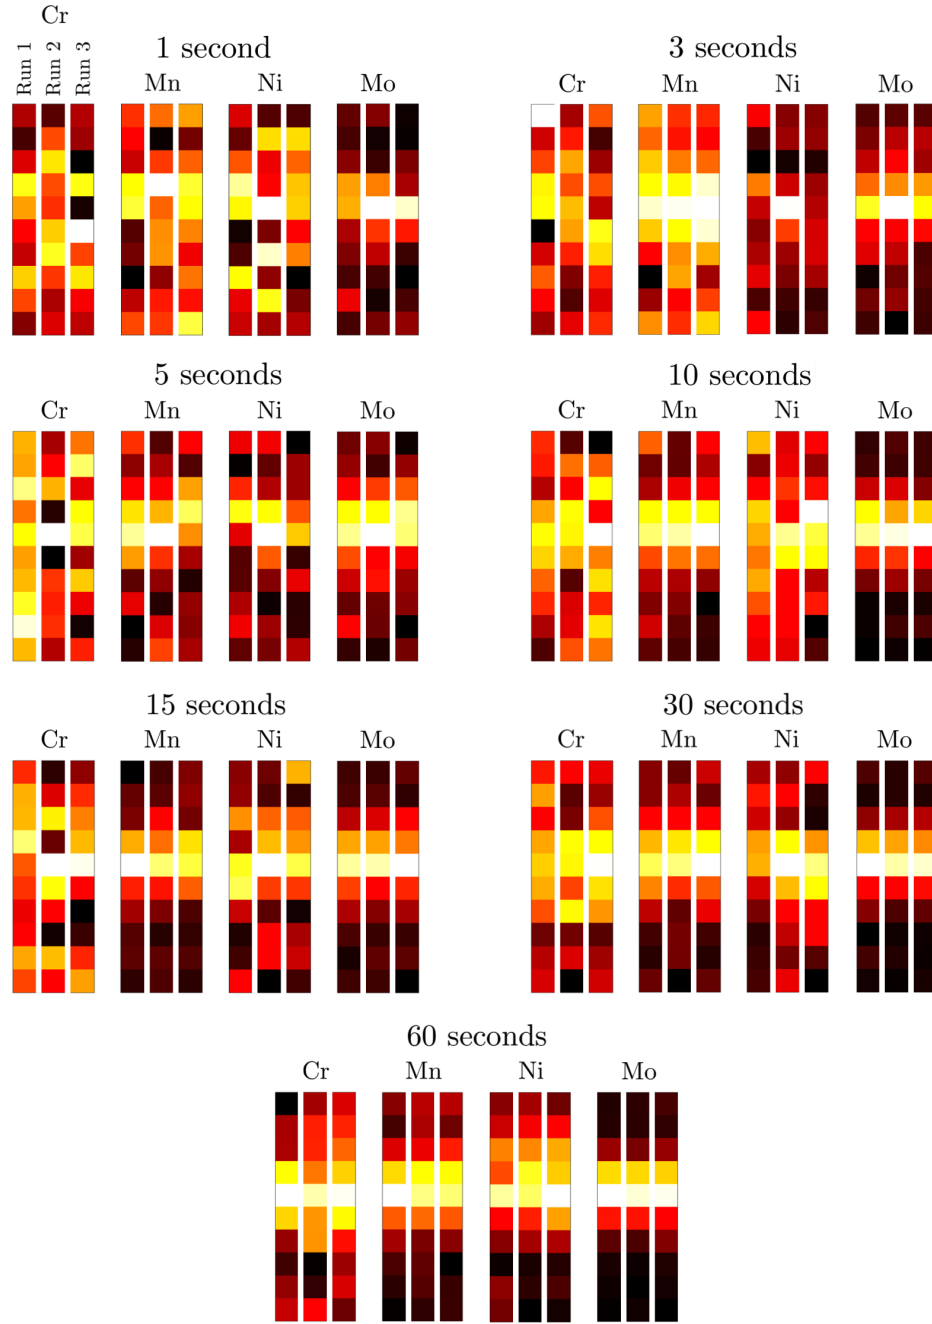 Cr
Run 1 Run 2 Run 3
1 second
Mn Ni Mo
3 seconds
Cr Mn Ni Mo
5 seconds
Cr Mn Ni Mo
10 seconds
Cr Mn Ni Mo
15 seconds
Cr Mn Ni Mo
30 seconds
Cr Mn Ni Mo
60 seconds
Cr Mn Ni Mo